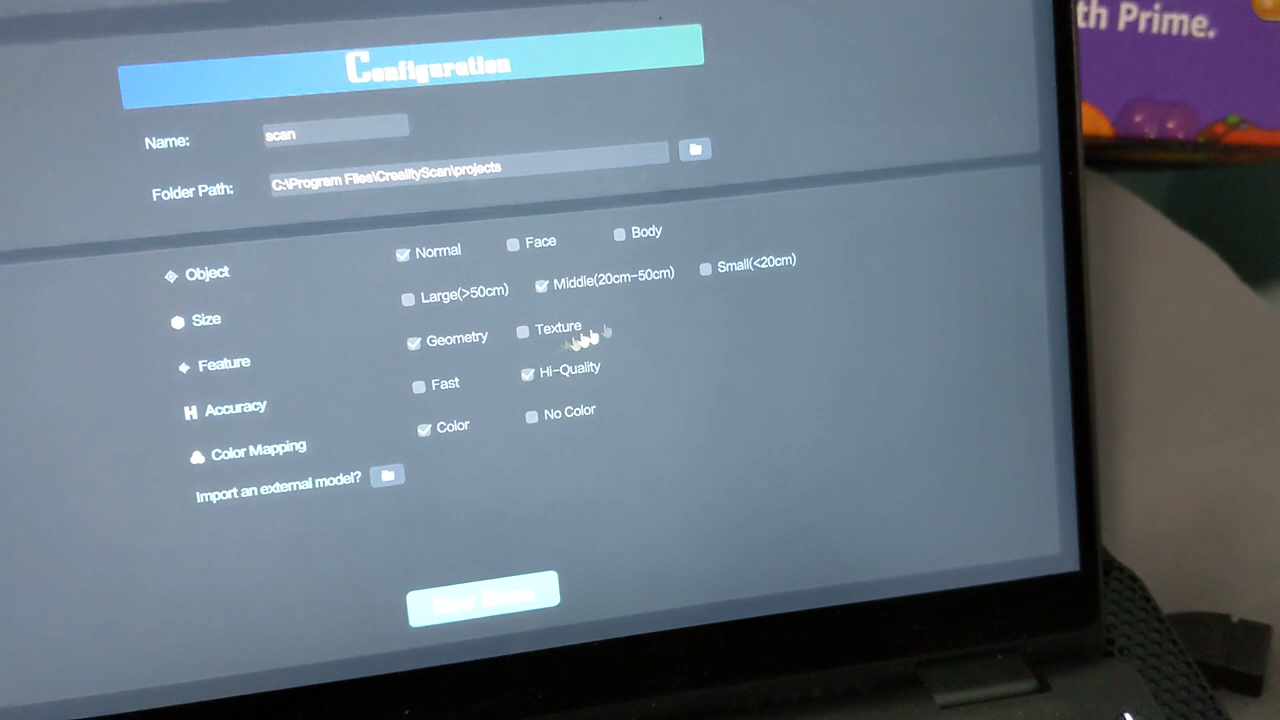 th Prime.
Configuration
Name: scan
Folder Path: C:\Program Files\CrealityScan\projects
Object Normal Face Body
Size Large(>50cm) Middle(20cm-50cm) Small(<20cm)
Feature Geometry Texture
Accuracy Fast Hi-Quality
Color Mapping Color No Color
Import an external model?